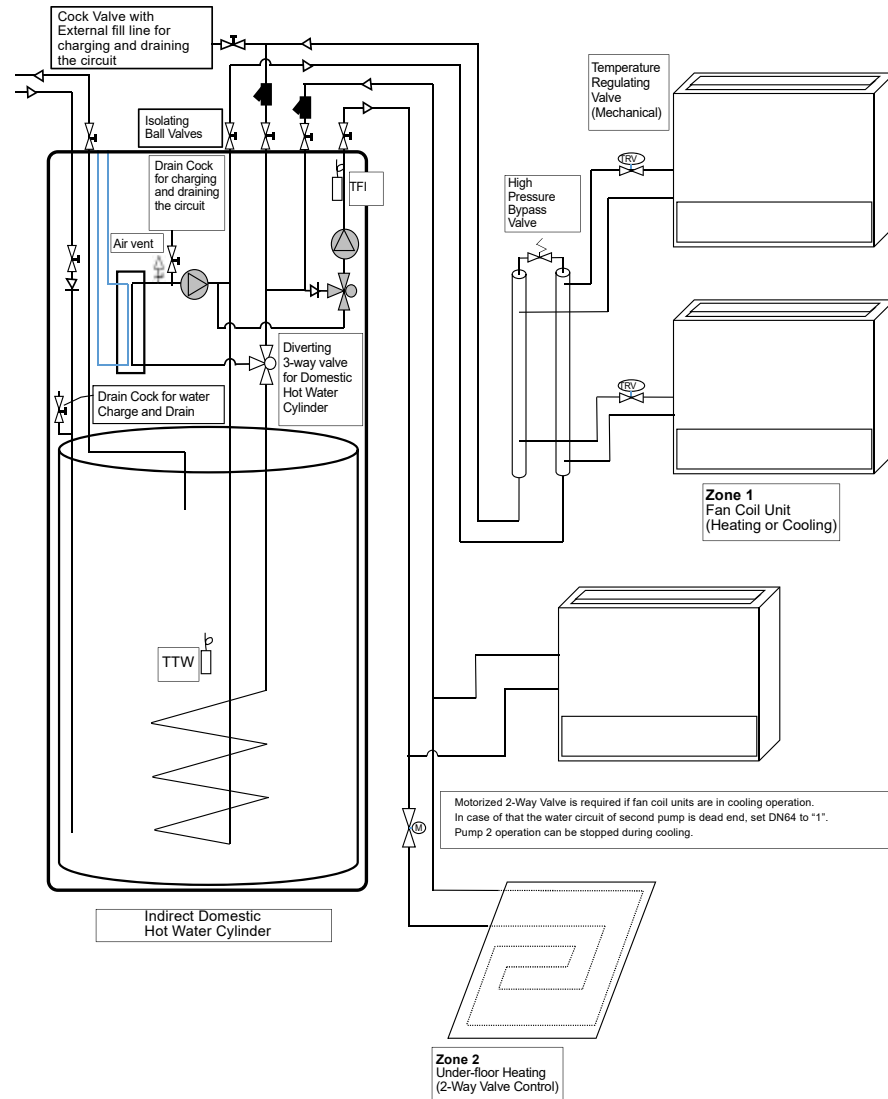 Cock Valve with
External fill line for
charging and draining
the circuit
Isolating
Ball Valves
Drain Cock
for charging
and draining
the circuit
TFI
Air vent
Diverting
3-way valve
for Domestic
Hot Water
Cylinder
Drain Cock for water
Charge and Drain
TTW
Indirect Domestic
Hot Water Cylinder
Temperature
Regulating
Valve
(Mechanical)
TRV
High
Pressure
Bypass
Valve
TRV
Zone 1
Fan Coil Unit
(Heating or Cooling)
Motorized 2-Way Valve is required if fan coil units are in cooling operation.
In case of that the water circuit of second pump is dead end, set DN64 to “1”.
Pump 2 operation can be stopped during cooling.
M
Zone 2
Under-floor Heating
(2-Way Valve Control)